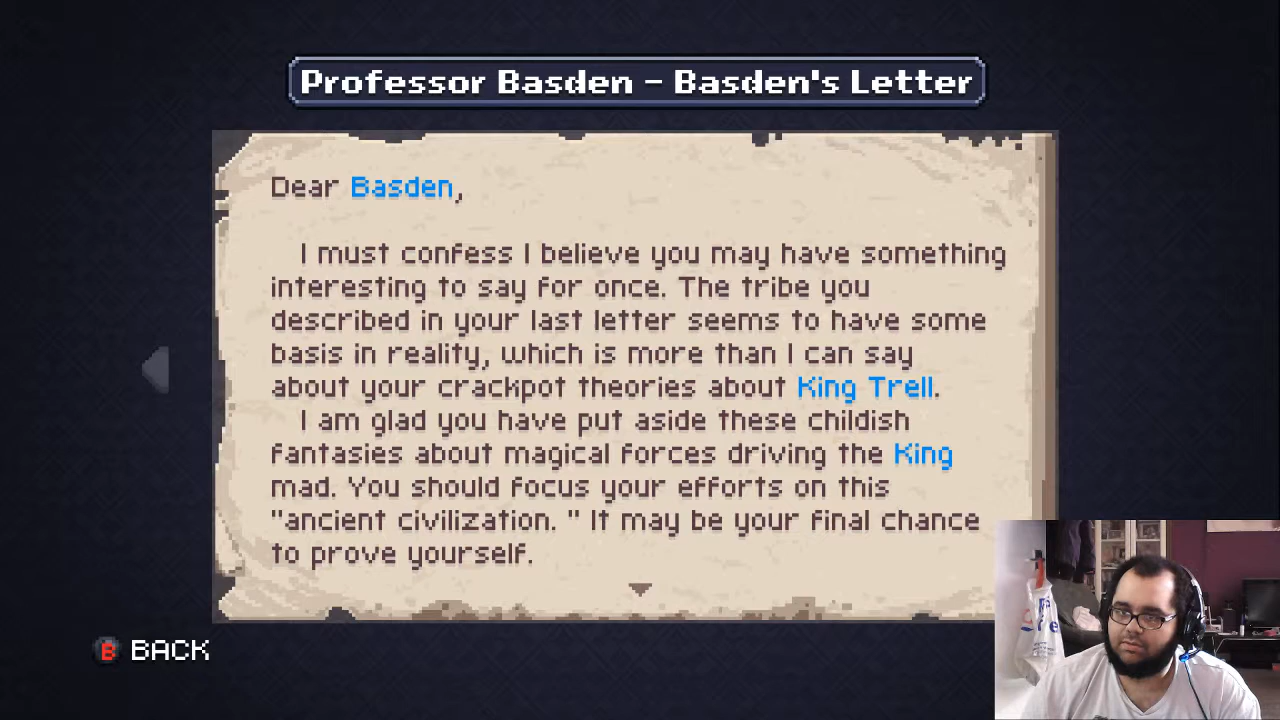 Professor Basden - Basden's Letter
Dear Basden,
I must confess I believe you may have something
interesting to say for once. The tribe you
described in your last letter seems to have some
basis in reality, which is more than I can say
about your crackpot theories about King Trell.
I am glad you have put aside these childish
fantasies about magical forces driving the King
mad. You should focus your efforts on this
"ancient civilization. " It may be your final chance
to prove yourself.
B BACK